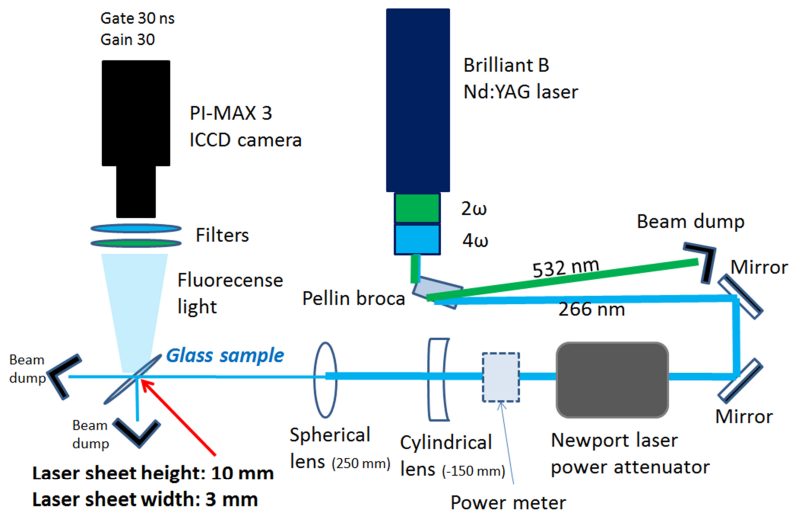 Gate 30 ns
Gain 30
PI-MAX 3
ICCD camera
Brilliant B
Nd:YAG laser
2ω
4ω
Filters
Fluorecense
light
Pellin broca
532 nm
266 nm
Beam dump
Mirror
Glass sample
Beam
dump
Beam
dump
Spherical
lens (250 mm)
Cylindrical
lens (-150 mm)
Newport laser
power attenuator
Mirror
Power meter
Laser sheet height: 10 mm
Laser sheet width: 3 mm